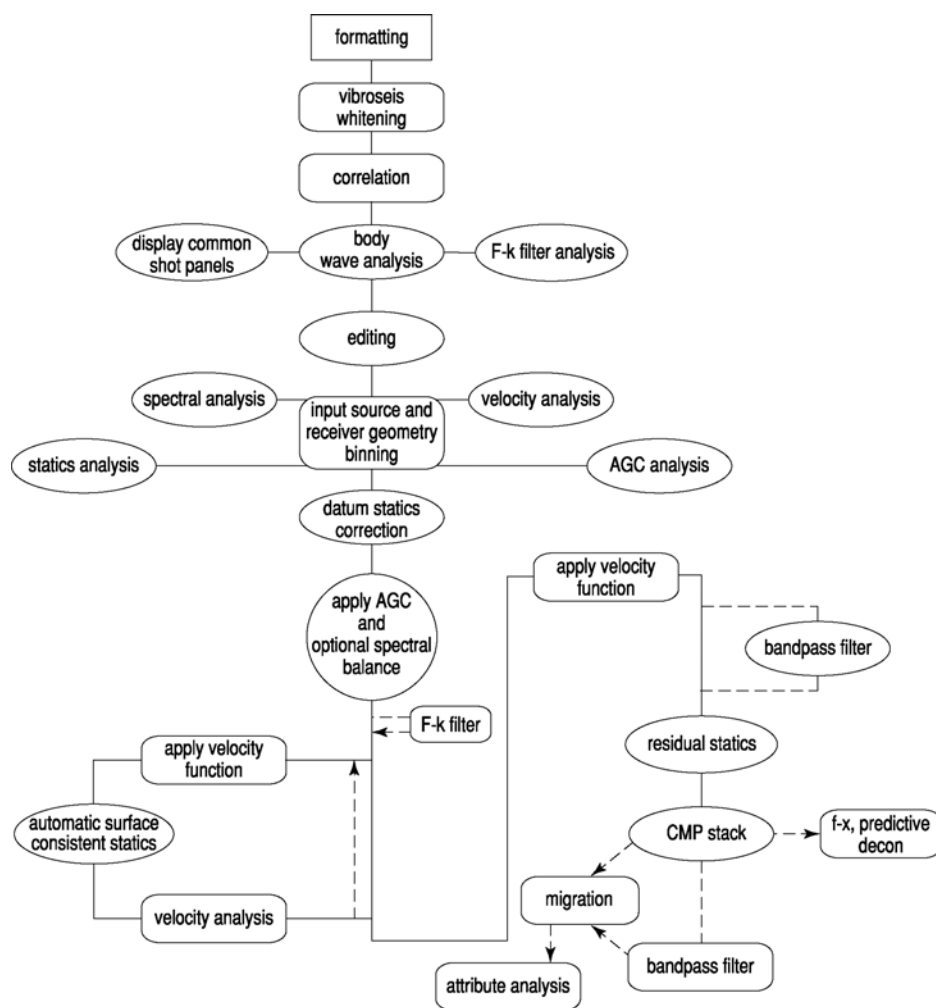 formatting
vibroseis
whitening
correlation
display common
shot panels
body
wave analysis
F-k filter analysis
editing
spectral analysis
velocity analysis
input source and
receiver geometry
binning
statics analysis
AGC analysis
datum statics
correction
apply AGC
and
optional spectral
balance
F-k filter
apply velocity
function
automatic surface
consistent statics
velocity analysis
apply velocity
function
bandpass filter
residual statics
CMP stack
f-x, predictive
decon
migration
bandpass filter
attribute analysis